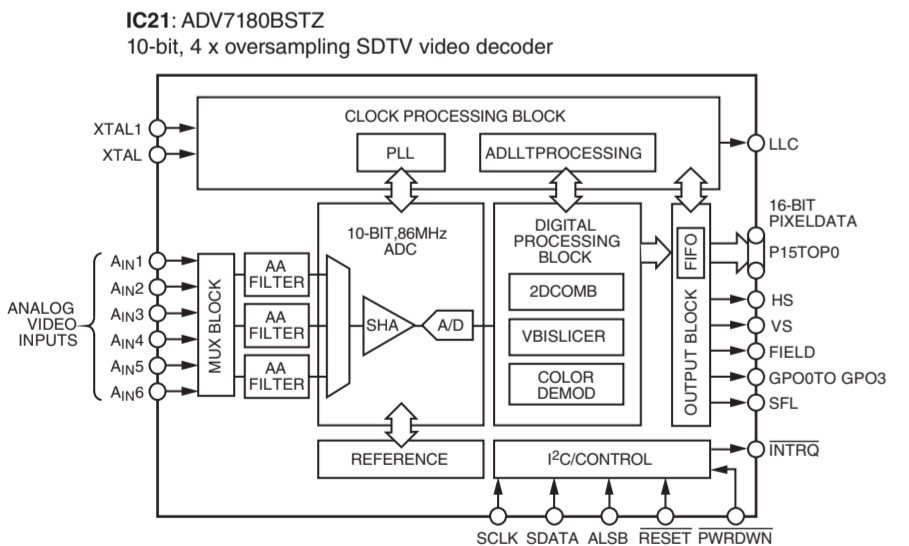 IC21: ADV7180BSTZ
10-bit, 4 x oversampling SDTV video decoder
CLOCK PROCESSING BLOCK
XTAL1
XTAL
PLL
ADLLTPROCESSING
LLC
16-BIT
PIXELDATA
P15TOP0
10-BIT,86MHz
ADC
DIGITAL
PROCESSING
BLOCK
FIFO
OUTPUT BLOCK
ANALOG
VIDEO
INPUTS
AIN1
AIN2
AIN3
AIN4
AIN5
AIN6
MUX BLOCK
AA
FILTER
AA
FILTER
AA
FILTER
SHA
A/D
2DCOMB
VBISLICER
COLOR
DEMOD
HS
VS
FIELD
GPO0TO GPO3
SFL
REFERENCE
I2C/CONTROL
INTRQ
SCLK SDATA ALSB RESET PWRDWN